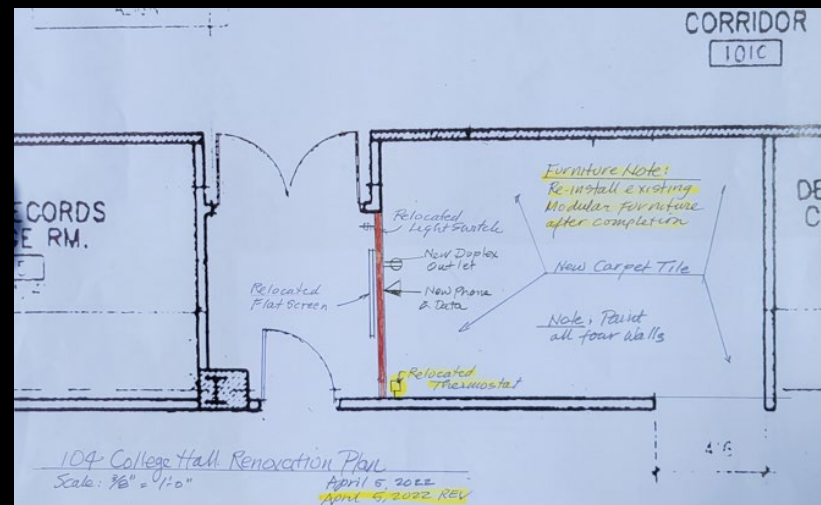 CORRIDOR
101C
ECORDS
E RM.
Furniture Note:
Re-install existing
Modular Furniture
after completion
Relocated
Light Switch
New Duplex
Outlet
New Phone
& Data
Relocated
Flat Screen
New Carpet Tile
Note, Paint
all four walls
Relocated
Thermostat
DE
C
4'6
104 College Hall Renovation Plan
Scale: 3/8" = 1'-0"
April 5, 2022
April 5, 2022 REV